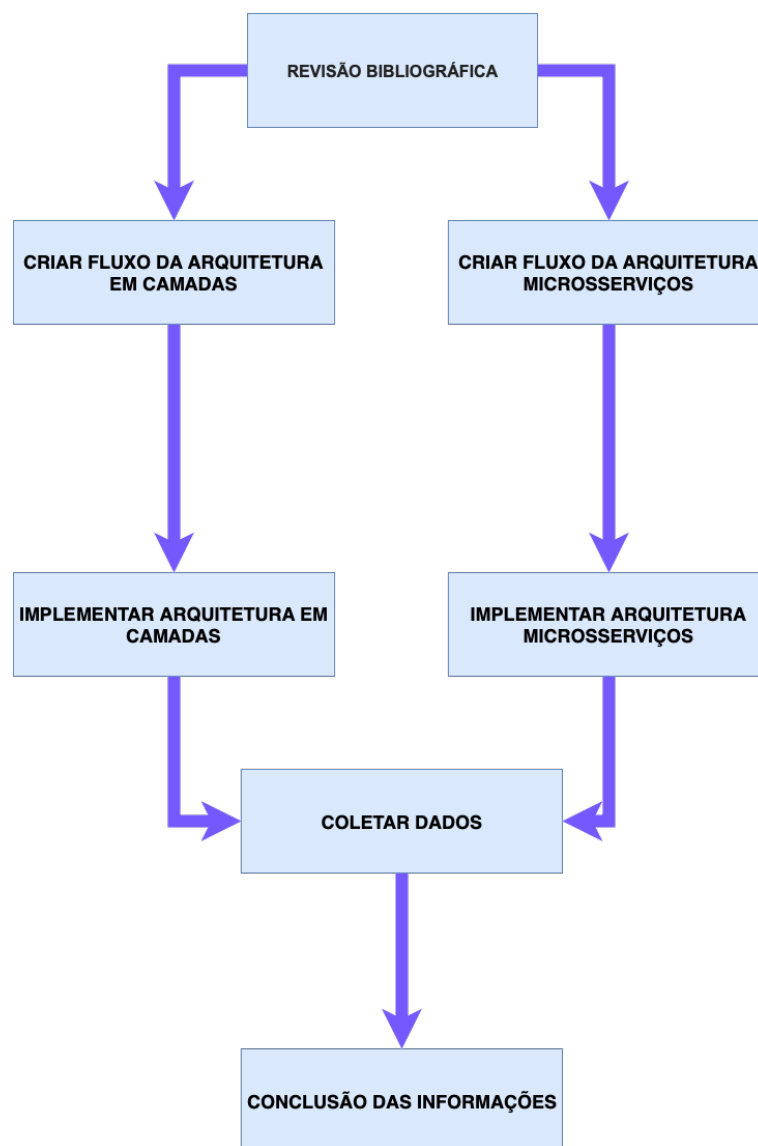 REVISÃO BIBLIOGRÁFICA
CRIAR FLUXO DA ARQUITETURA
EM CAMADAS
CRIAR FLUXO DA ARQUITETURA
MICROSSERVIÇOS
IMPLEMENTAR ARQUITETURA EM
CAMADAS
IMPLEMENTAR ARQUITETURA
MICROSSERVIÇOS
COLETAR DADOS
CONCLUSÃO DAS INFORMAÇÕES